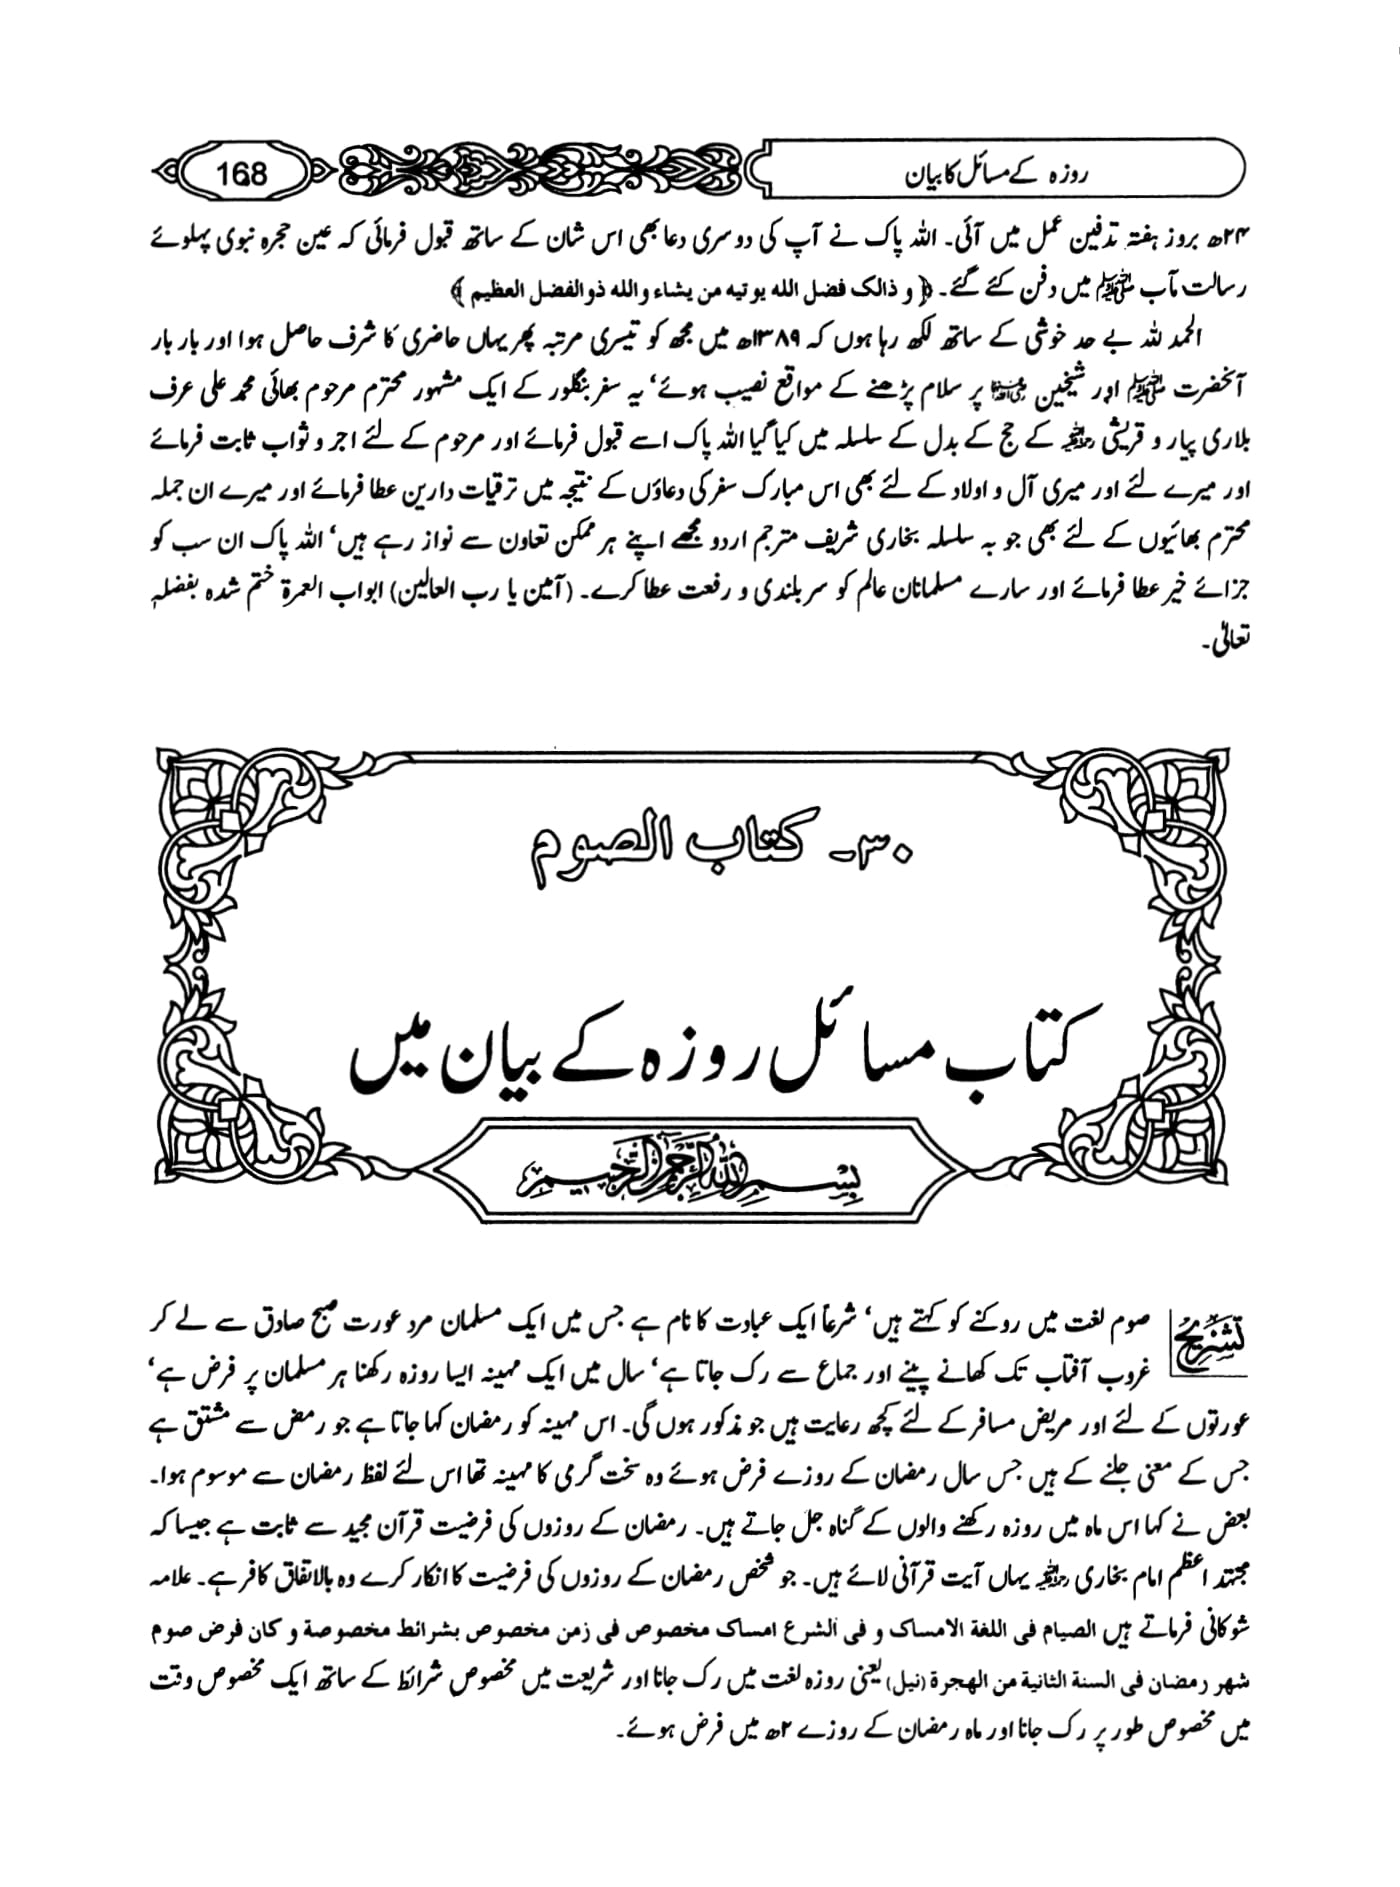 روزہ کے مسائل کا بیان
168
۲۴ھ بروز ہفتہ تدفین عمل میں آئی۔ اللہ پاک نے آپ کی دوسری دعا بھی اس شان کے ساتھ قبول فرمائی کہ عین حجرہ نبوی پہلوئے
رسالت مآب ﷺ میں دفن کئے گئے۔ ﴿ و ذالک فضل الله یوتیه من یشاء والله ذوالفضل العظیم ﴾
الحمد للہ بے حد خوشی کے ساتھ لکھ رہا ہوں کہ ۱۳۸۹ھ میں مجھ کو تیسری مرتبہ پھر یہاں حاضری کا شرف حاصل ہوا اور بار بار
آنحضرت ﷺ اور شیخین رضی اللہ عنہما پر سلام پڑھنے کے مواقع نصیب ہوئے‘ یہ سفر بنگلور کے ایک مشہور محترم مرحوم بھائی محمد علی عرف
بلاری پیار و قریشی رحمۃ اللہ علیہ کے حج کے بدل کے سلسلہ میں کیا گیا اللہ پاک اسے قبول فرمائے اور مرحوم کے لئے اجر و ثواب ثابت فرمائے
اور میرے لئے اور میری آل و اولاد کے لئے بھی اس مبارک سفر کی دعاؤں کے نتیجہ میں ترقیات دارین عطا فرمائے اور میرے ان جملہ
محترم بھائیوں کے لئے بھی جو بہ سلسلہ بخاری شریف مترجم اردو مجھے اپنے ہر ممکن تعاون سے نواز رہے ہیں‘ اللہ پاک ان سب کو
جزائے خیر عطا فرمائے اور سارے مسلمانان عالم کو سربلندی و رفعت عطا کرے۔ (آمین یا رب العالمین) ابواب العمرۃ ختم شدہ بفضلہ
تعالیٰ۔
۳۰۔ کتاب الصوم
کتاب مسائل روزہ کے بیان میں
بسم الله الرحمن الرحيم
تشریح صوم لغت میں روکنے کو کہتے ہیں‘ شرعاً ایک عبادت کا نام ہے جس میں ایک مسلمان مرد عورت صبح صادق سے لے کر
غروب آفتاب تک کھانے پینے اور جماع سے رک جاتا ہے‘ سال میں ایک مہینہ ایسا روزہ رکھنا ہر مسلمان پر فرض ہے‘
عورتوں کے لئے اور مریض مسافر کے لئے کچھ رعایت ہیں جو مذکور ہوں گی۔ اس مہینہ کو رمضان کہا جاتا ہے جو رمض سے مشتق ہے
جس کے معنی جلنے کے ہیں جس سال رمضان کے روزے فرض ہوئے وہ سخت گرمی کا مہینہ تھا اس لئے لفظ رمضان سے موسوم ہوا۔
بعض نے کہا اس ماہ میں روزہ رکھنے والوں کے گناہ جل جاتے ہیں۔ رمضان کے روزوں کی فرضیت قرآن مجید سے ثابت ہے جیسا کہ
مجتہد اعظم امام بخاری رحمۃ اللہ علیہ یہاں آیت قرآنی لائے ہیں۔ جو شخص رمضان کے روزوں کی فرضیت کا انکار کرے وہ بالاتفاق کافر ہے۔ علامہ
شوکانی فرماتے ہیں الصیام فی اللغة الامساک و فی الشرع امساک مخصوص فی زمن مخصوص بشرائط مخصوصة و کان فرض صوم
شهر رمضان فی السنة الثانیة من الهجرة (نیل) یعنی روزہ لغت میں رک جانا اور شریعت میں مخصوص شرائط کے ساتھ ایک مخصوص وقت
میں مخصوص طور پر رک جانا اور ماہ رمضان کے روزے ۲ھ میں فرض ہوئے۔